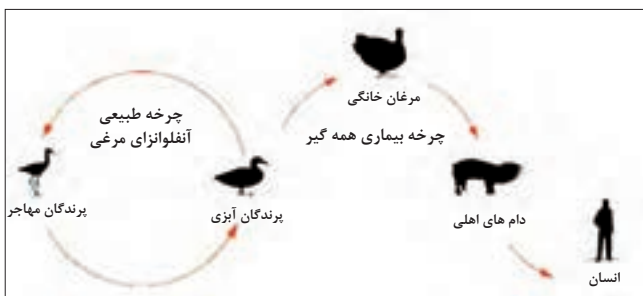 مرغان خانگی
چرخه طبیعی
آنفلوانزای مرغی
چرخه بیماری همه گیر
پرندگان مهاجر
پرندگان آبزی
دام های اهلی
انسان